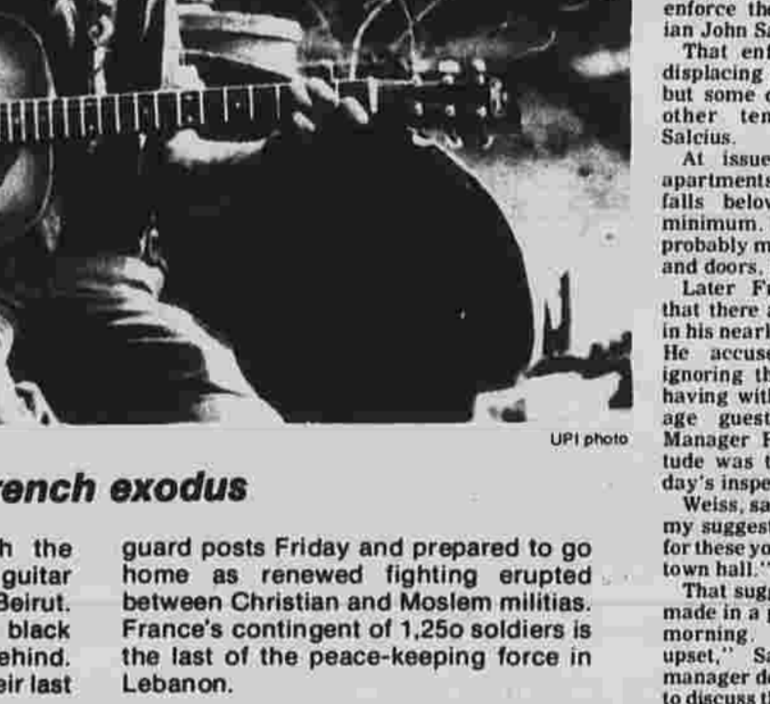 UPI photo
rench exodus
h the
guitar
Beirut.
black
ehind.
eir last
guard posts Friday and prepared to go
home as renewed fighting erupted
between Christian and Moslem militias.
France's contingent of 1,25o soldiers is
the last of the peace-keeping force in
Lebanon.
enforce the
ian John Sa
That enf
displacing
but some o
other ten
Salcius.
At issue
apartments
falls below
minimum.
probably m
and doors,
Later Fr
that there a
in his nearl
He accuse
ignoring th
having with
age guest
Manager R
tude was t
day's inspe
Weiss, sa
my suggest
for these yo
town hall."
That sugg
made in a p
morning.
upset," Sa
manager de
to discuss th